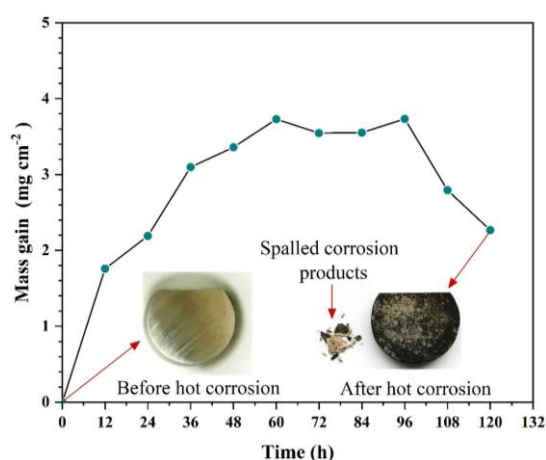 5
4
3
2
1
0
Mass gain (mg cm⁻²)
Spalled corrosion
products
Before hot corrosion
After hot corrosion
0 12 24 36 48 60 72 84 96 108 120 132
Time (h)